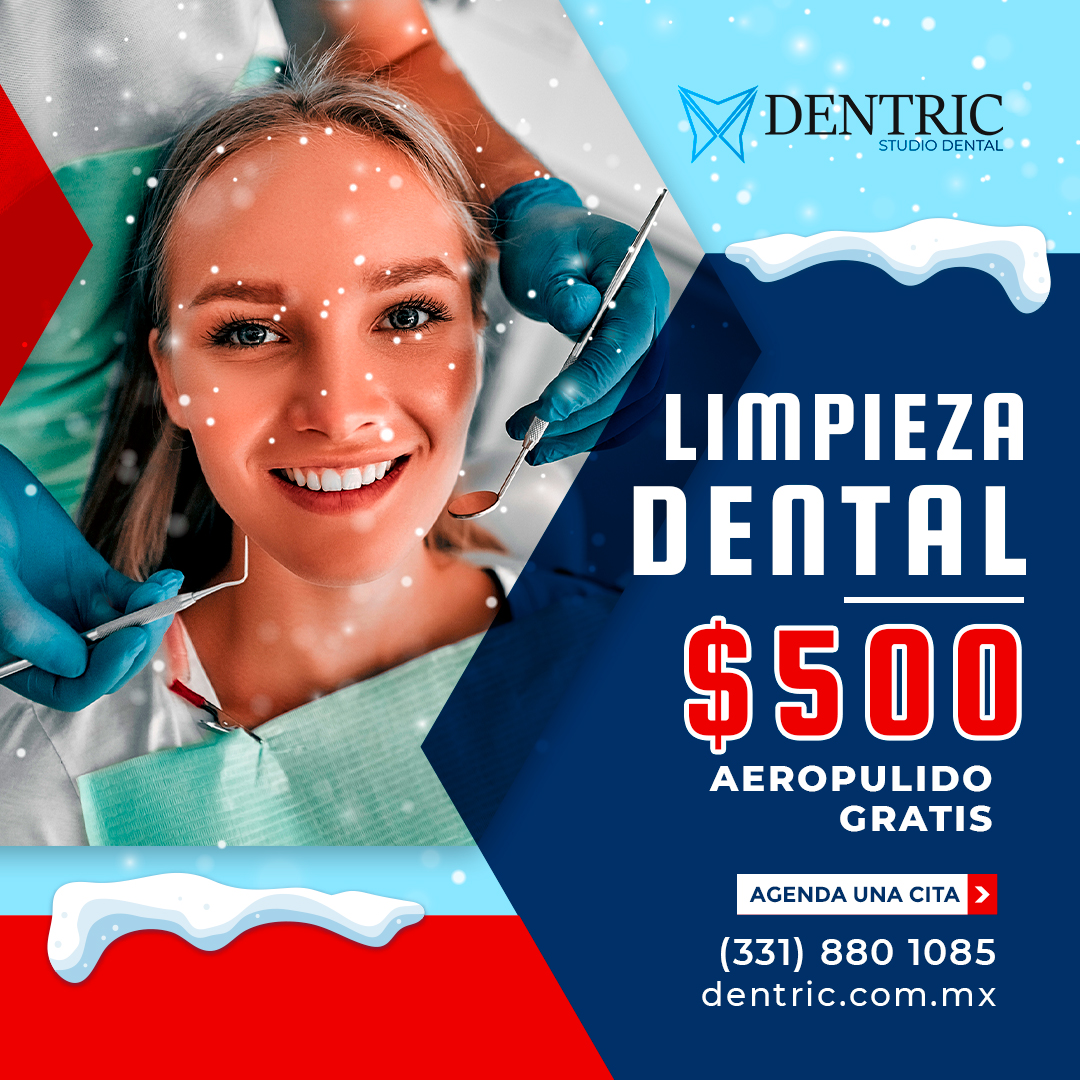 DENTRIC
STUDIO DENTAL
LIMPIEZA
DENTAL
$500
AEROPULIDO
GRATIS
AGENDA UNA CITA
(331) 880 1085
dentric.com.mx